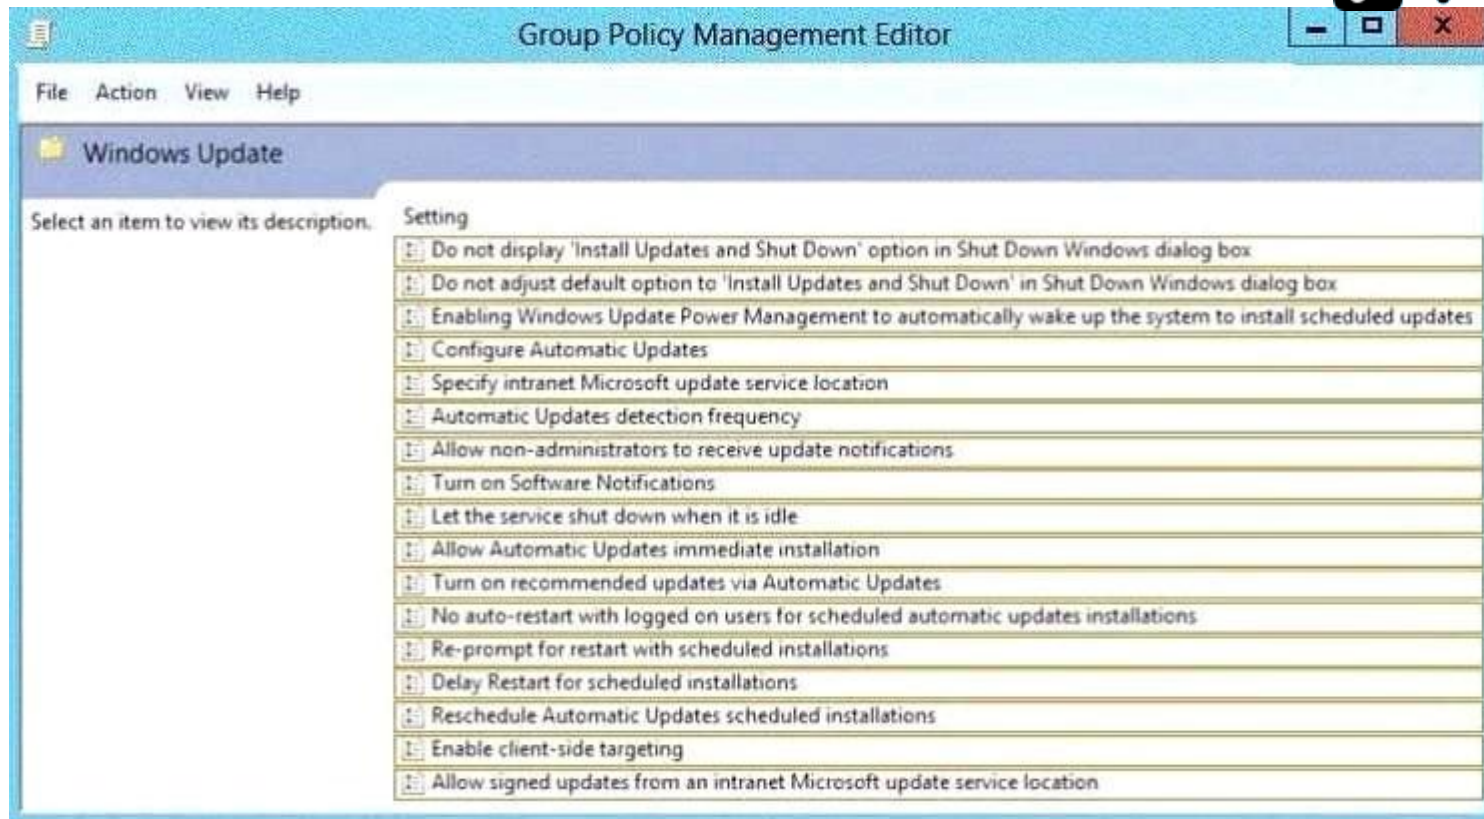 Group Policy Management Editor
File Action View Help
Windows Update
Select an item to view its description.
Setting
Do not display 'Install Updates and Shut Down' option in Shut Down Windows dialog box
Do not adjust default option to 'Install Updates and Shut Down' in Shut Down Windows dialog box
Enabling Windows Update Power Management to automatically wake up the system to install scheduled updates
Configure Automatic Updates
Specify intranet Microsoft update service location
Automatic Updates detection frequency
Allow non-administrators to receive update notifications
Turn on Software Notifications
Let the service shut down when it is idle
Allow Automatic Updates immediate installation
Turn on recommended updates via Automatic Updates
No auto-restart with logged on users for scheduled automatic updates installations
Re-prompt for restart with scheduled installations
Delay Restart for scheduled installations
Reschedule Automatic Updates scheduled installations
Enable client-side targeting
Allow signed updates from an intranet Microsoft update service location